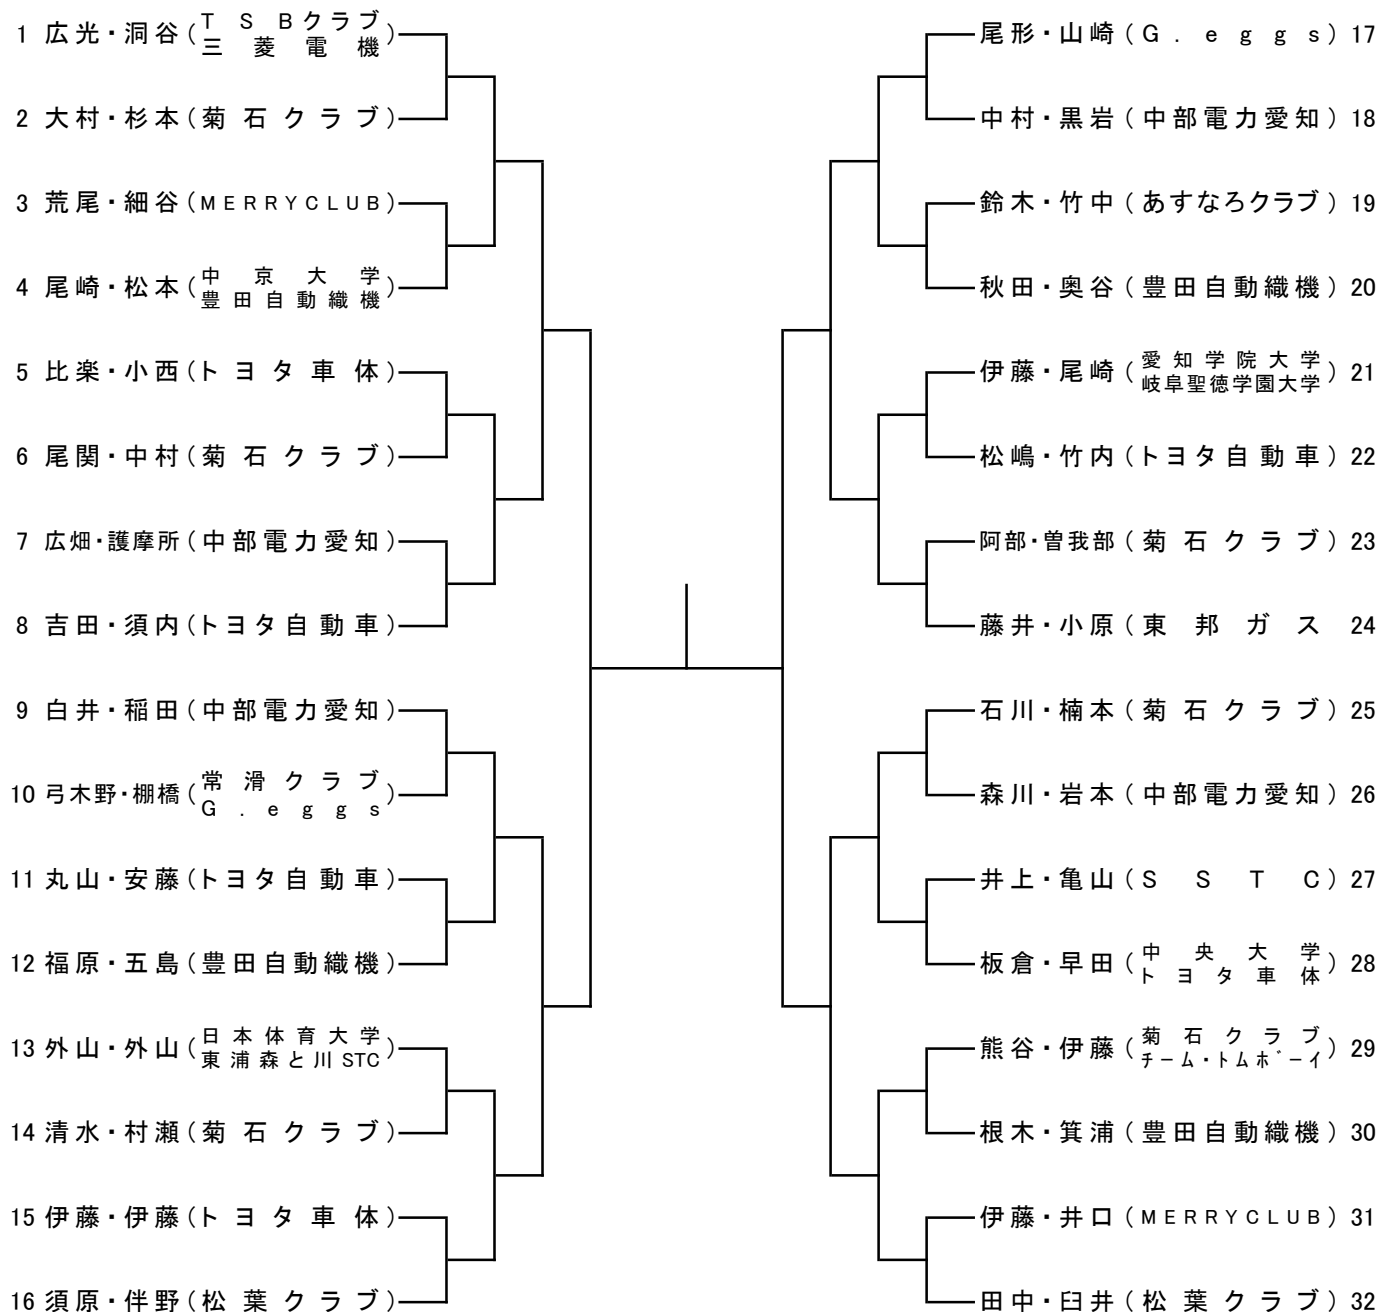 1 広光・洞谷(TSBクラブ 三菱電機)
2 大村・杉本(菊石クラブ)
3 荒尾・細谷(MERRYCLUB)
4 尾崎・松本(中京大学 豊田自動織機)
5 比楽・小西(トヨタ車体)
6 尾関・中村(菊石クラブ)
7 広畑・護摩所(中部電力愛知)
8 吉田・須内(トヨタ自動車)
9 白井・稲田(中部電力愛知)
10 弓木野・棚橋(常滑クラブ G.eggs)
11 丸山・安藤(トヨタ自動車)
12 福原・五島(豊田自動織機)
13 外山・外山(日本体育大学 東浦森と川STC)
14 清水・村瀬(菊石クラブ)
15 伊藤・伊藤(トヨタ車体)
16 須原・伴野(松葉クラブ)
尾形・山崎(G.eggs) 17
中村・黒岩(中部電力愛知) 18
鈴木・竹中(あすなろクラブ) 19
秋田・奥谷(豊田自動織機) 20
伊藤・尾崎(愛知学院大学 岐阜聖徳学園大学) 21
松嶋・竹内(トヨタ自動車) 22
阿部・曽我部(菊石クラブ) 23
藤井・小原(東邦ガス 24
石川・楠本(菊石クラブ) 25
森川・岩本(中部電力愛知) 26
井上・亀山(SSTC) 27
板倉・早田(中央大学 トヨタ車体) 28
熊谷・伊藤(菊石クラブ チーム・トムボーイ) 29
根木・箕浦(豊田自動織機) 30
伊藤・井口(MERRYCLUB) 31
田中・臼井(松葉クラブ) 32